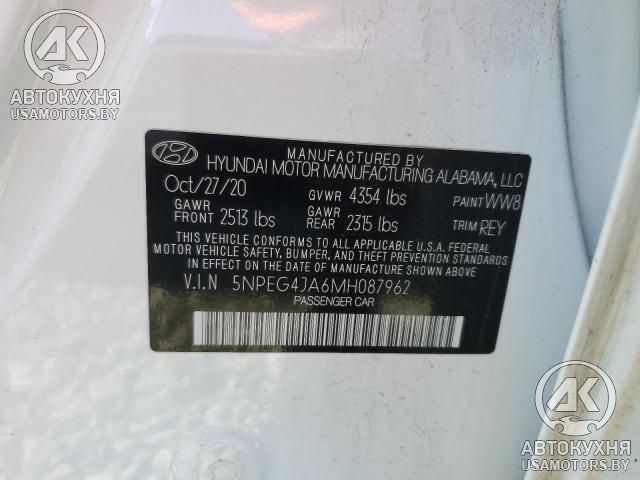 AK
АВТОКУХНЯ
USAMOTORS.BY
MANUFACTURED BY
HYUNDAI MOTOR MANUFACTURING ALABAMA, LLC
Oct/27/20 GVWR 4354 lbs PAINT WW8
GAWR FRONT 2513 lbs GAWR REAR 2315 lbs TRIM REY
THIS VEHICLE CONFORMS TO ALL APPLICABLE U.S.A. FEDERAL
MOTOR VEHICLE SAFETY, BUMPER, AND THEFT PREVENTION STANDARDS
IN EFFECT ON THE DATE OF MANUFACTURE SHOWN ABOVE
V.I.N 5NPEG4JA6MH087962
PASSENGER CAR
AK
АВТОКУХНЯ
USAMOTORS.BY